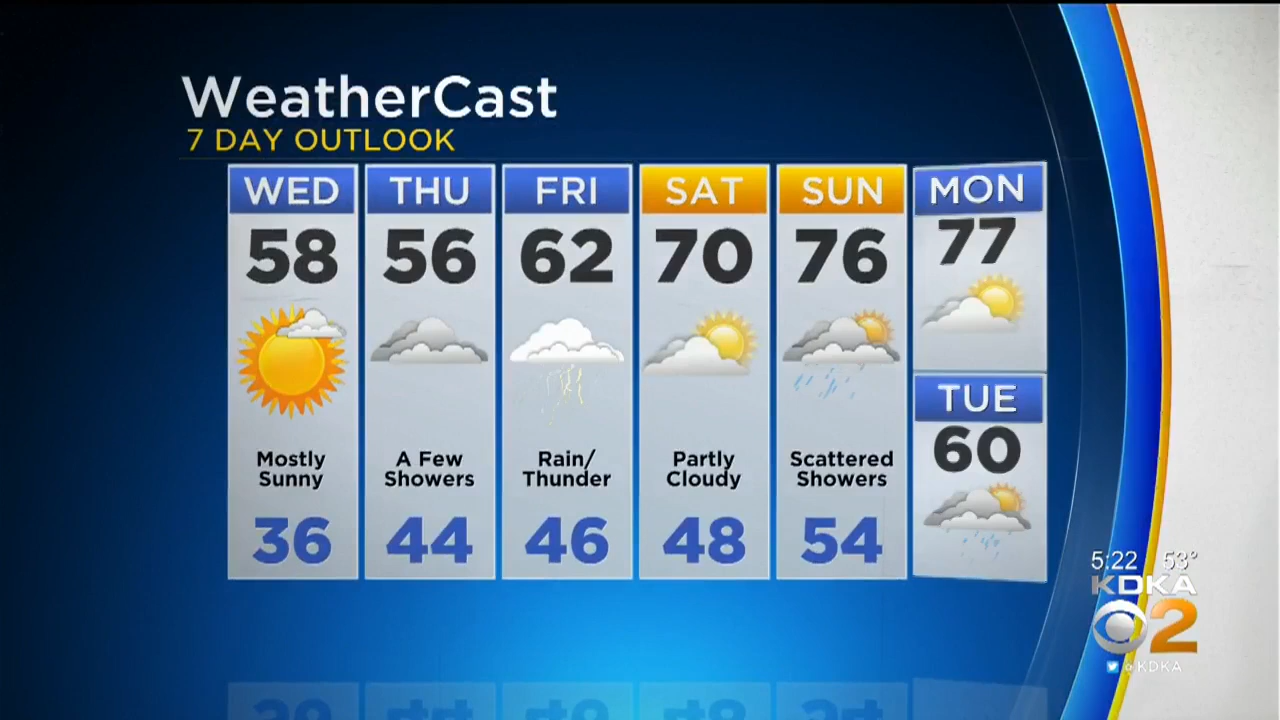 WeatherCast
7 DAY OUTLOOK
WED
58
Mostly
Sunny
36
THU
56
A Few
Showers
44
FRI
62
Rain/
Thunder
46
SAT
70
Partly
Cloudy
48
SUN
76
Scattered
Showers
54
MON
77
TUE
60
5:22 53°
KDKA
2
@KDKA